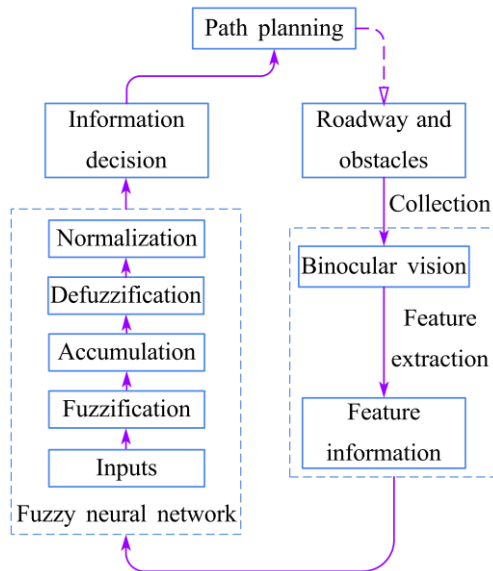 Path planning
Information
decision
Roadway and
obstacles
Collection
Normalization
Binocular vision
Defuzzification
Feature
extraction
Accumulation
Fuzzification
Feature
information
Inputs
Fuzzy neural network